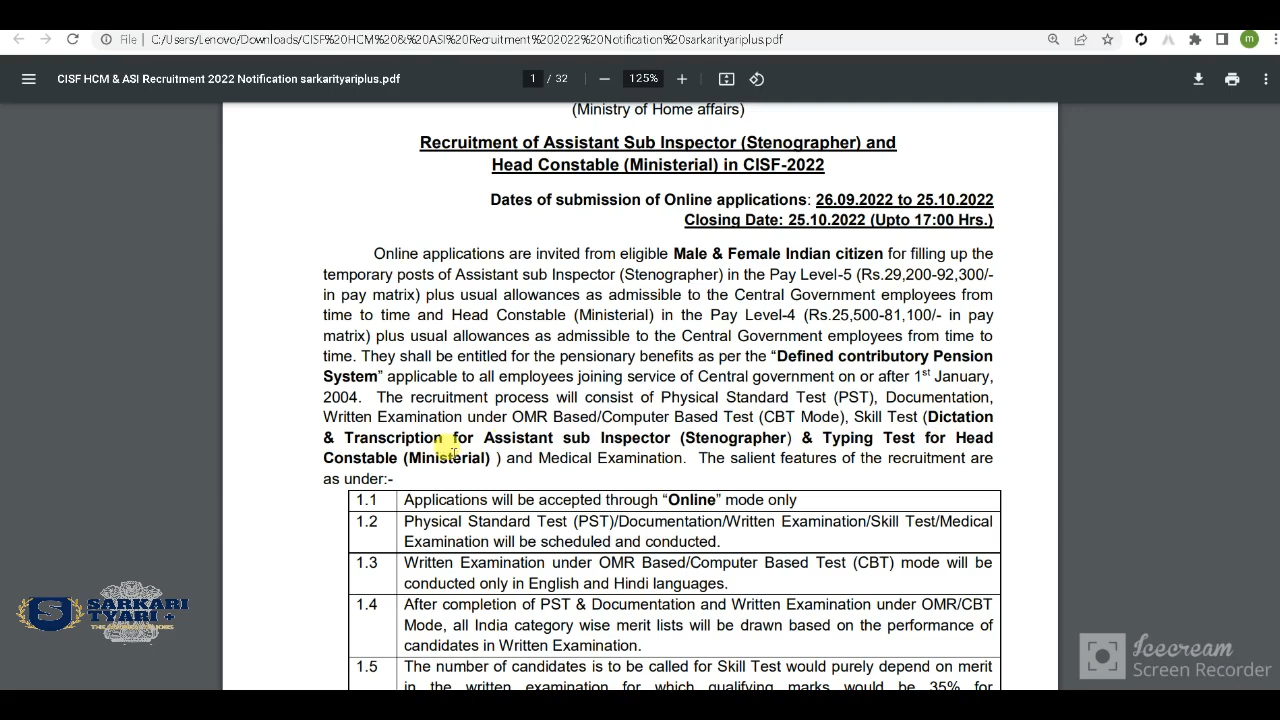 File | C:/Users/Lenovo/Downloads/CISF%20HCM%20&%20ASI%20Recruitment%202022%20Notification%20sarkarityariplus.pdf
m
CISF HCM & ASI Recruitment 2022 Notification sarkarityariplus.pdf
1 / 32
125%
(Ministry of Home affairs)
Recruitment of Assistant Sub Inspector (Stenographer) and
Head Constable (Ministerial) in CISF-2022
Dates of submission of Online applications: 26.09.2022 to 25.10.2022
Closing Date: 25.10.2022 (Upto 17:00 Hrs.)
Online applications are invited from eligible Male & Female Indian citizen for filling up the
temporary posts of Assistant sub Inspector (Stenographer) in the Pay Level-5 (Rs.29,200-92,300/-
in pay matrix) plus usual allowances as admissible to the Central Government employees from
time to time and Head Constable (Ministerial) in the Pay Level-4 (Rs.25,500-81,100/- in pay
matrix) plus usual allowances as admissible to the Central Government employees from time to
time. They shall be entitled for the pensionary benefits as per the “Defined contributory Pension
System” applicable to all employees joining service of Central government on or after 1st January,
2004. The recruitment process will consist of Physical Standard Test (PST), Documentation,
Written Examination under OMR Based/Computer Based Test (CBT Mode), Skill Test (Dictation
& Transcription for Assistant sub Inspector (Stenographer) & Typing Test for Head
Constable (Ministerial) ) and Medical Examination. The salient features of the recruitment are
as under:-
1.1 Applications will be accepted through “Online” mode only
1.2 Physical Standard Test (PST)/Documentation/Written Examination/Skill Test/Medical
Examination will be scheduled and conducted.
1.3 Written Examination under OMR Based/Computer Based Test (CBT) mode will be
conducted only in English and Hindi languages.
1.4 After completion of PST & Documentation and Written Examination under OMR/CBT
Mode, all India category wise merit lists will be drawn based on the performance of
candidates in Written Examination.
1.5 The number of candidates is to be called for Skill Test would purely depend on merit
in the written examination for which qualifying marks would be 35% for
S
SARKARI
TYARI +
Icecream
Screen Recorder